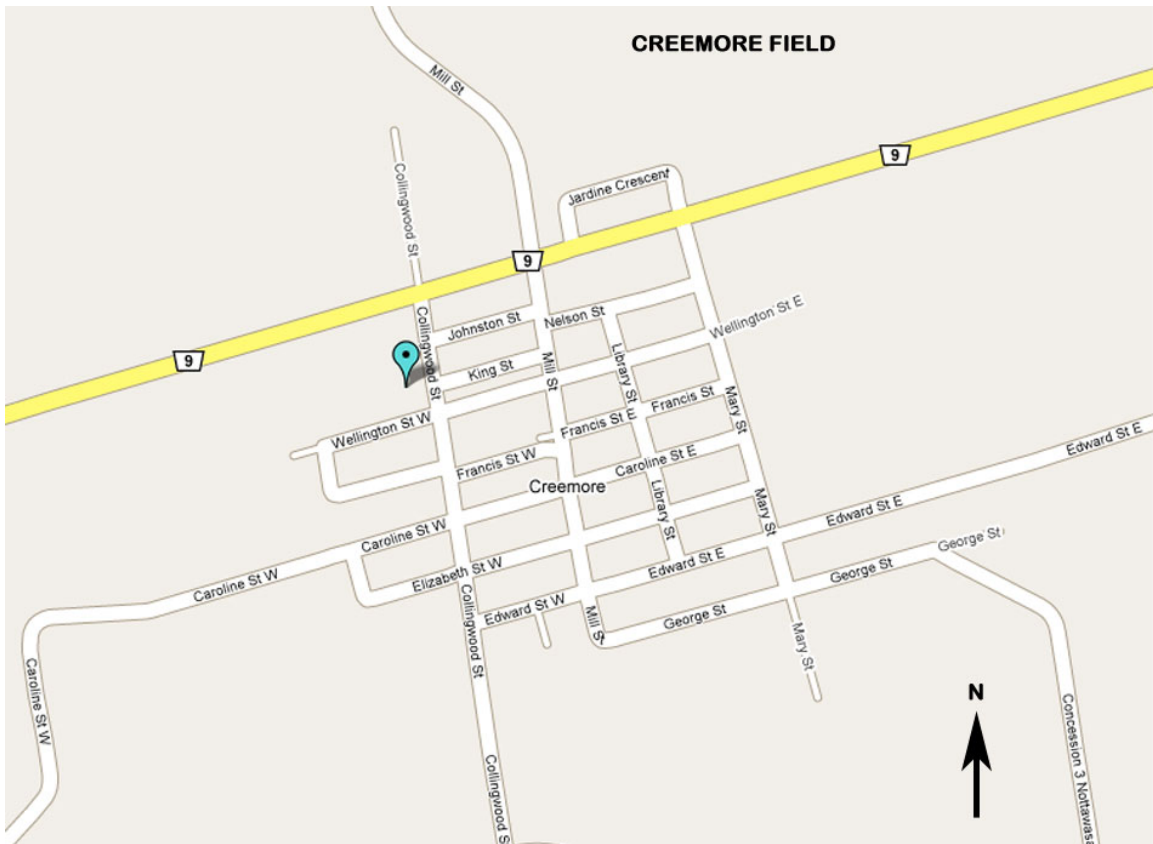 CREEMORE FIELD
Mill St
9
Collingwood St
Jardine Crescent
9
9
Collingwood St
Johnston St
Nelson St
Wellington St E
King St
Mill St
Library St
Wellington St W
Francis St E
Francis St
Mary St
Francis St W
Caroline St E
Creemore
Edward St E
Caroline St W
Library St
Mary St
Edward St E
Caroline St W
Elizabeth St W
Edward St E
George St
George St
Collingwood St
Edward St W
Mill St
George St
Mary St
Caroline St W
N
Concession 3 Nottawasa
Collingwood S